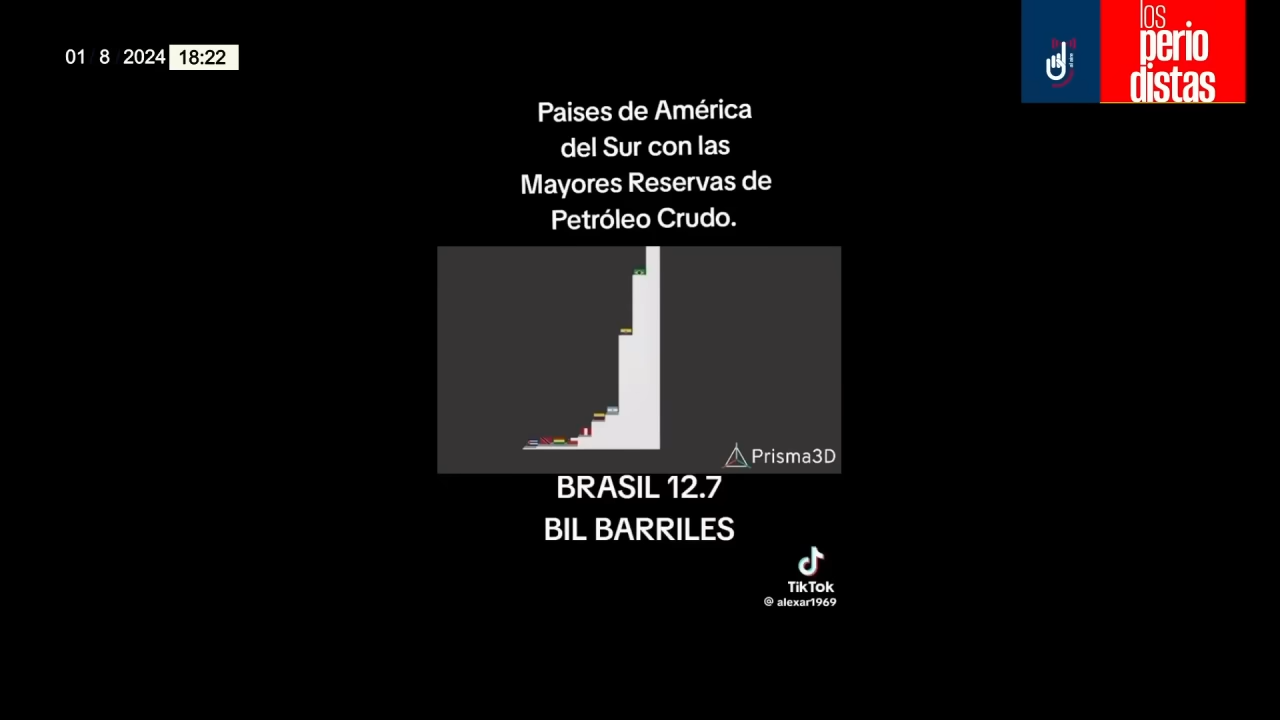 01 8 2024 18:22
los
perio
distas
Paises de América
del Sur con las
Mayores Reservas de
Petróleo Crudo.
Prisma3D
BRASIL 12.7
BIL BARRILES
TikTok
@ alexar1969